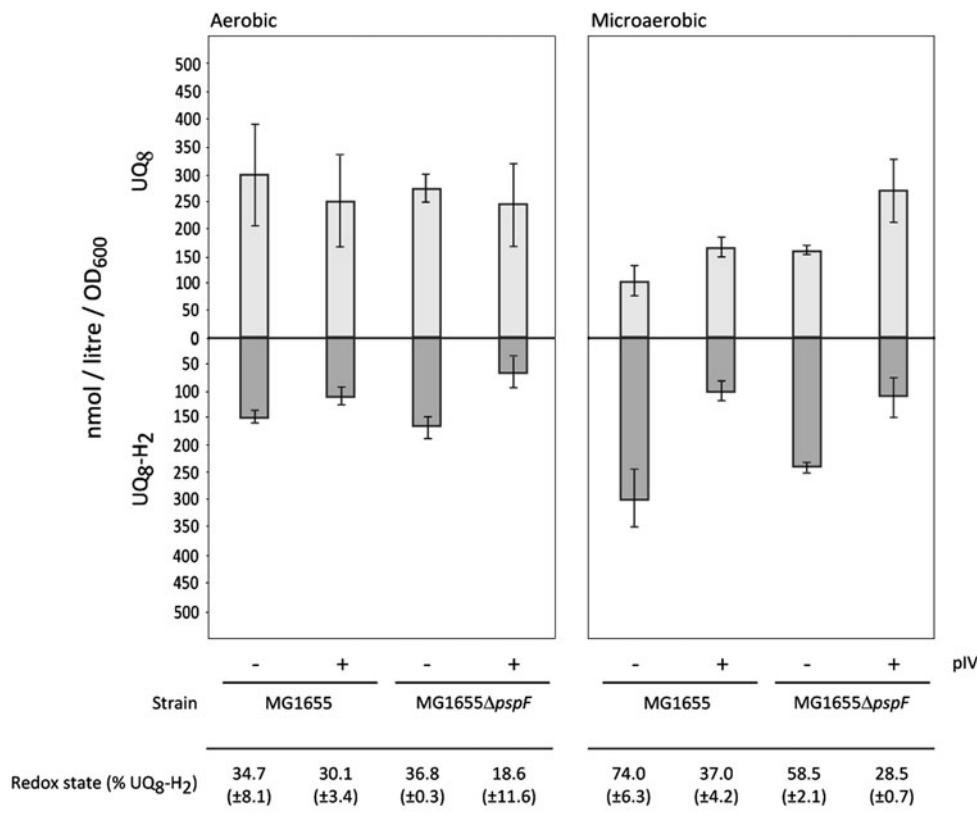 Aerobic
Microaerobic
UQ8
nmol / litre / OD600
UQ8-H2
500
450
400
350
300
250
200
150
100
50
0
50
100
150
200
250
300
350
400
450
500
- + - + - + - + pIV
Strain MG1655 MG1655ΔpspF MG1655 MG1655ΔpspF
Redox state (% UQ8-H2) 34.7 30.1 36.8 18.6 74.0 37.0 58.5 28.5
(±8.1) (±3.4) (±0.3) (±11.6) (±6.3) (±4.2) (±2.1) (±0.7)